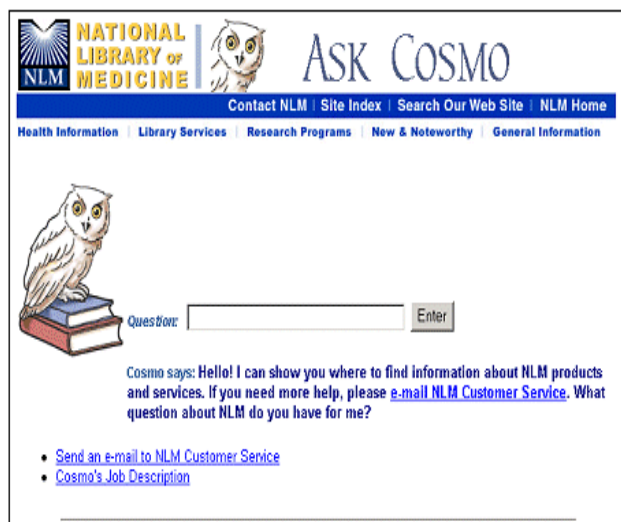 NATIONAL
LIBRARY OF
MEDICINE
NLM
ASK COSMO
Contact NLM | Site Index | Search Our Web Site | NLM Home
Health Information | Library Services | Research Programs | New & Noteworthy | General Information
Question: Enter
Cosmo says: Hello! I can show you where to find information about NLM products
and services. If you need more help, please e-mail NLM Customer Service. What
question about NLM do you have for me?
• Send an e-mail to NLM Customer Service
• Cosmo's Job Description